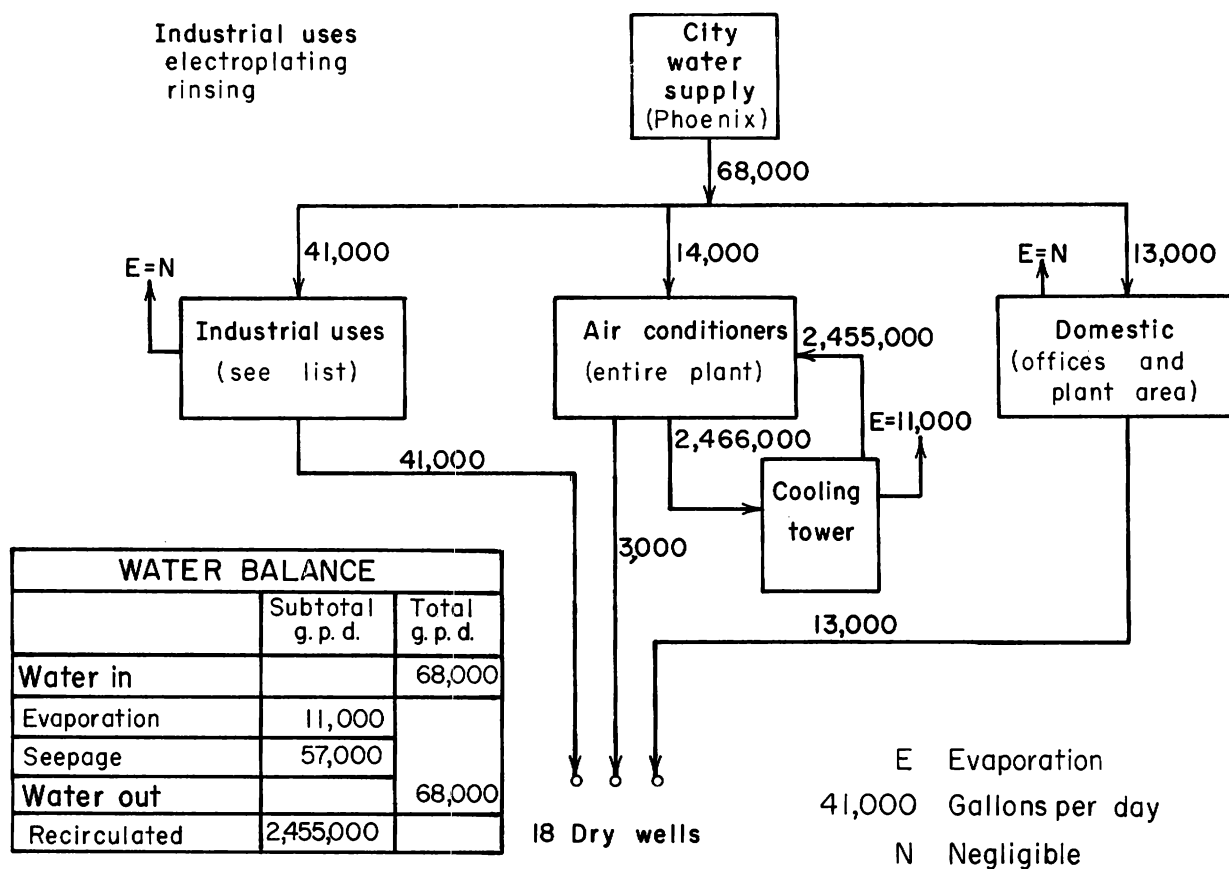 Industrial uses
electroplating
rinsing
City
water
supply
(Phoenix)
68,000
41,000
14,000
13,000
E=N
E=N
Industrial uses
(see list)
Air conditioners
(entire plant)
2,455,000
Domestic
(offices and
plant area)
2,466,000
E=11,000
41,000
Cooling
tower
3,000
13,000
WATER BALANCE
Subtotal g.p.d. Total g.p.d.
Water in 68,000
Evaporation 11,000
Seepage 57,000
Water out 68,000
Recirculated 2,455,000
18 Dry wells
E Evaporation
41,000 Gallons per day
N Negligible